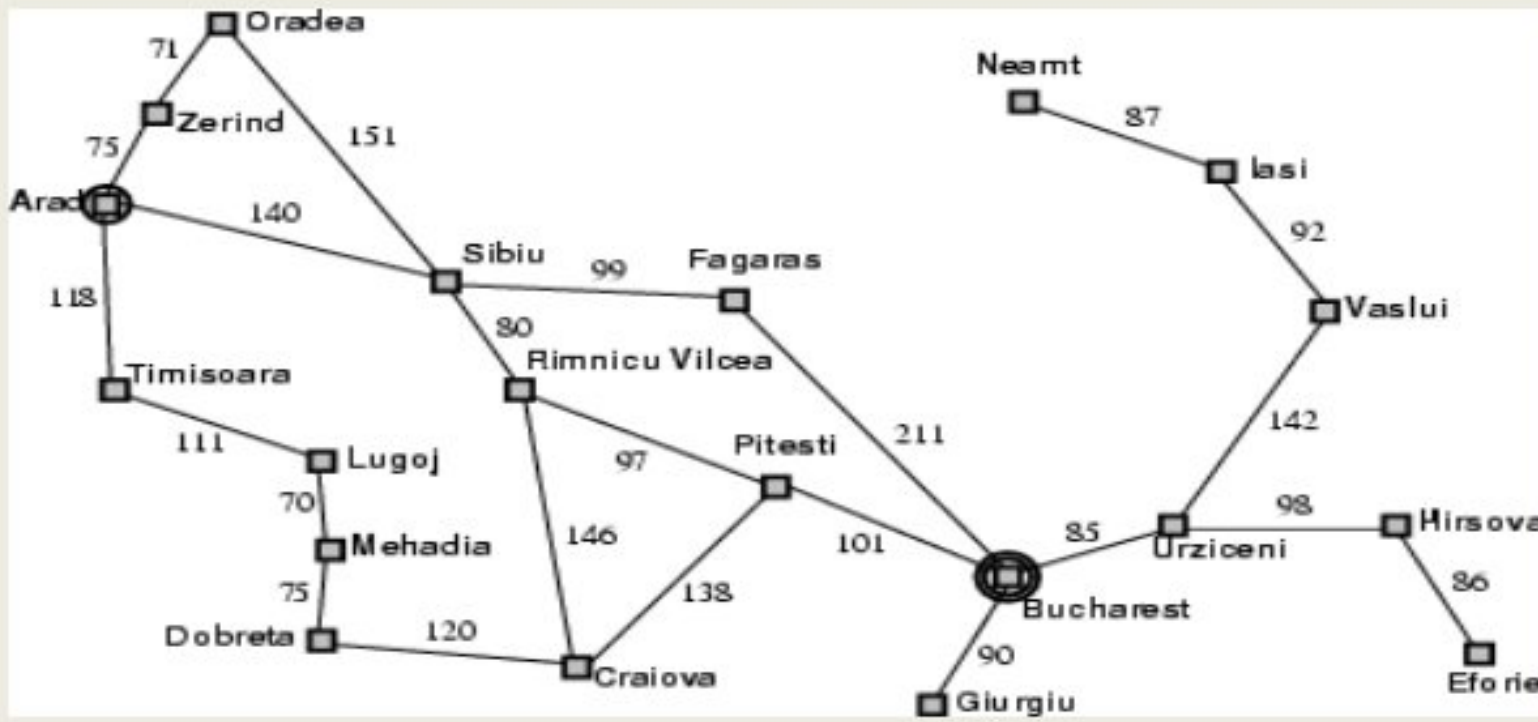 Oradea
71
Neamt
Zerind
87
151
75
Iasi
Arad
140
92
Sibiu
Fagaras
99
118
Vaslui
80
Rimnicu Vilcea
Timisoara
142
211
111
Pitesti
Lugoj
97
70
98
Hirsova
146
85
Mehadia
101
Urziceni
86
75
138
Bucharest
120
Dobreta
90
Craiova
Eforie
Giurgiu